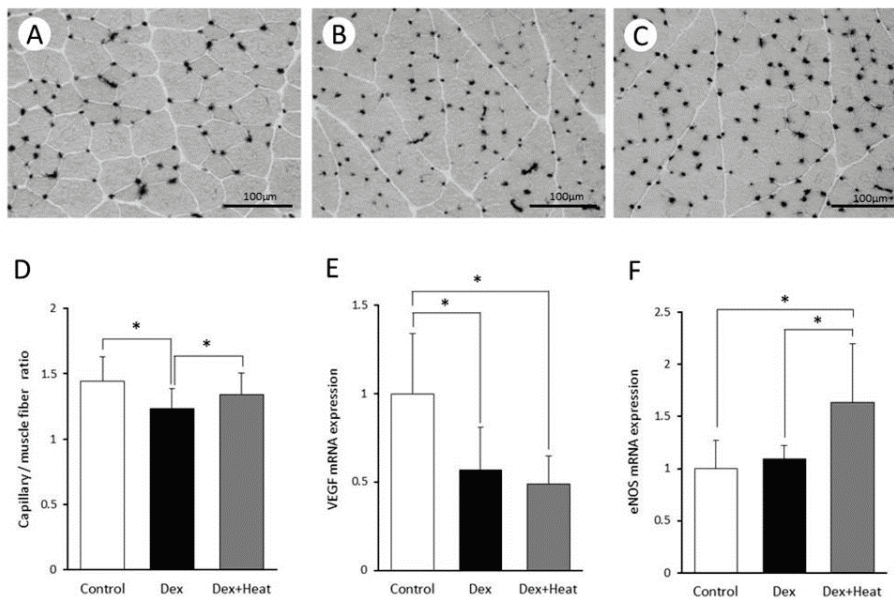 A
B
C
100μm
100μm
100μm
D
E
F
Capillary / muscle fiber ratio
2
1.5
1
0.5
0
*
*
Control
Dex
Dex+Heat
VEGF mRNA expression
1.5
1
0.5
0
*
*
Control
Dex
Dex+Heat
eNOS mRNA expression
2.5
2
1.5
1
0.5
0
*
*
Control
Dex
Dex+Heat